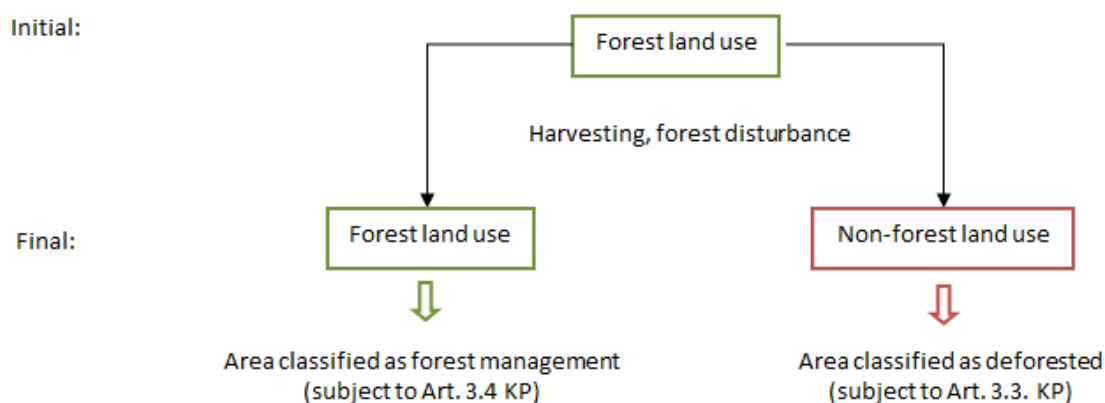 Initial:
Forest land use
Harvesting, forest disturbance
Final:
Forest land use
Non-forest land use
Area classified as forest management
(subject to Art. 3.4 KP)
Area classified as deforested
(subject to Art. 3.3. KP)